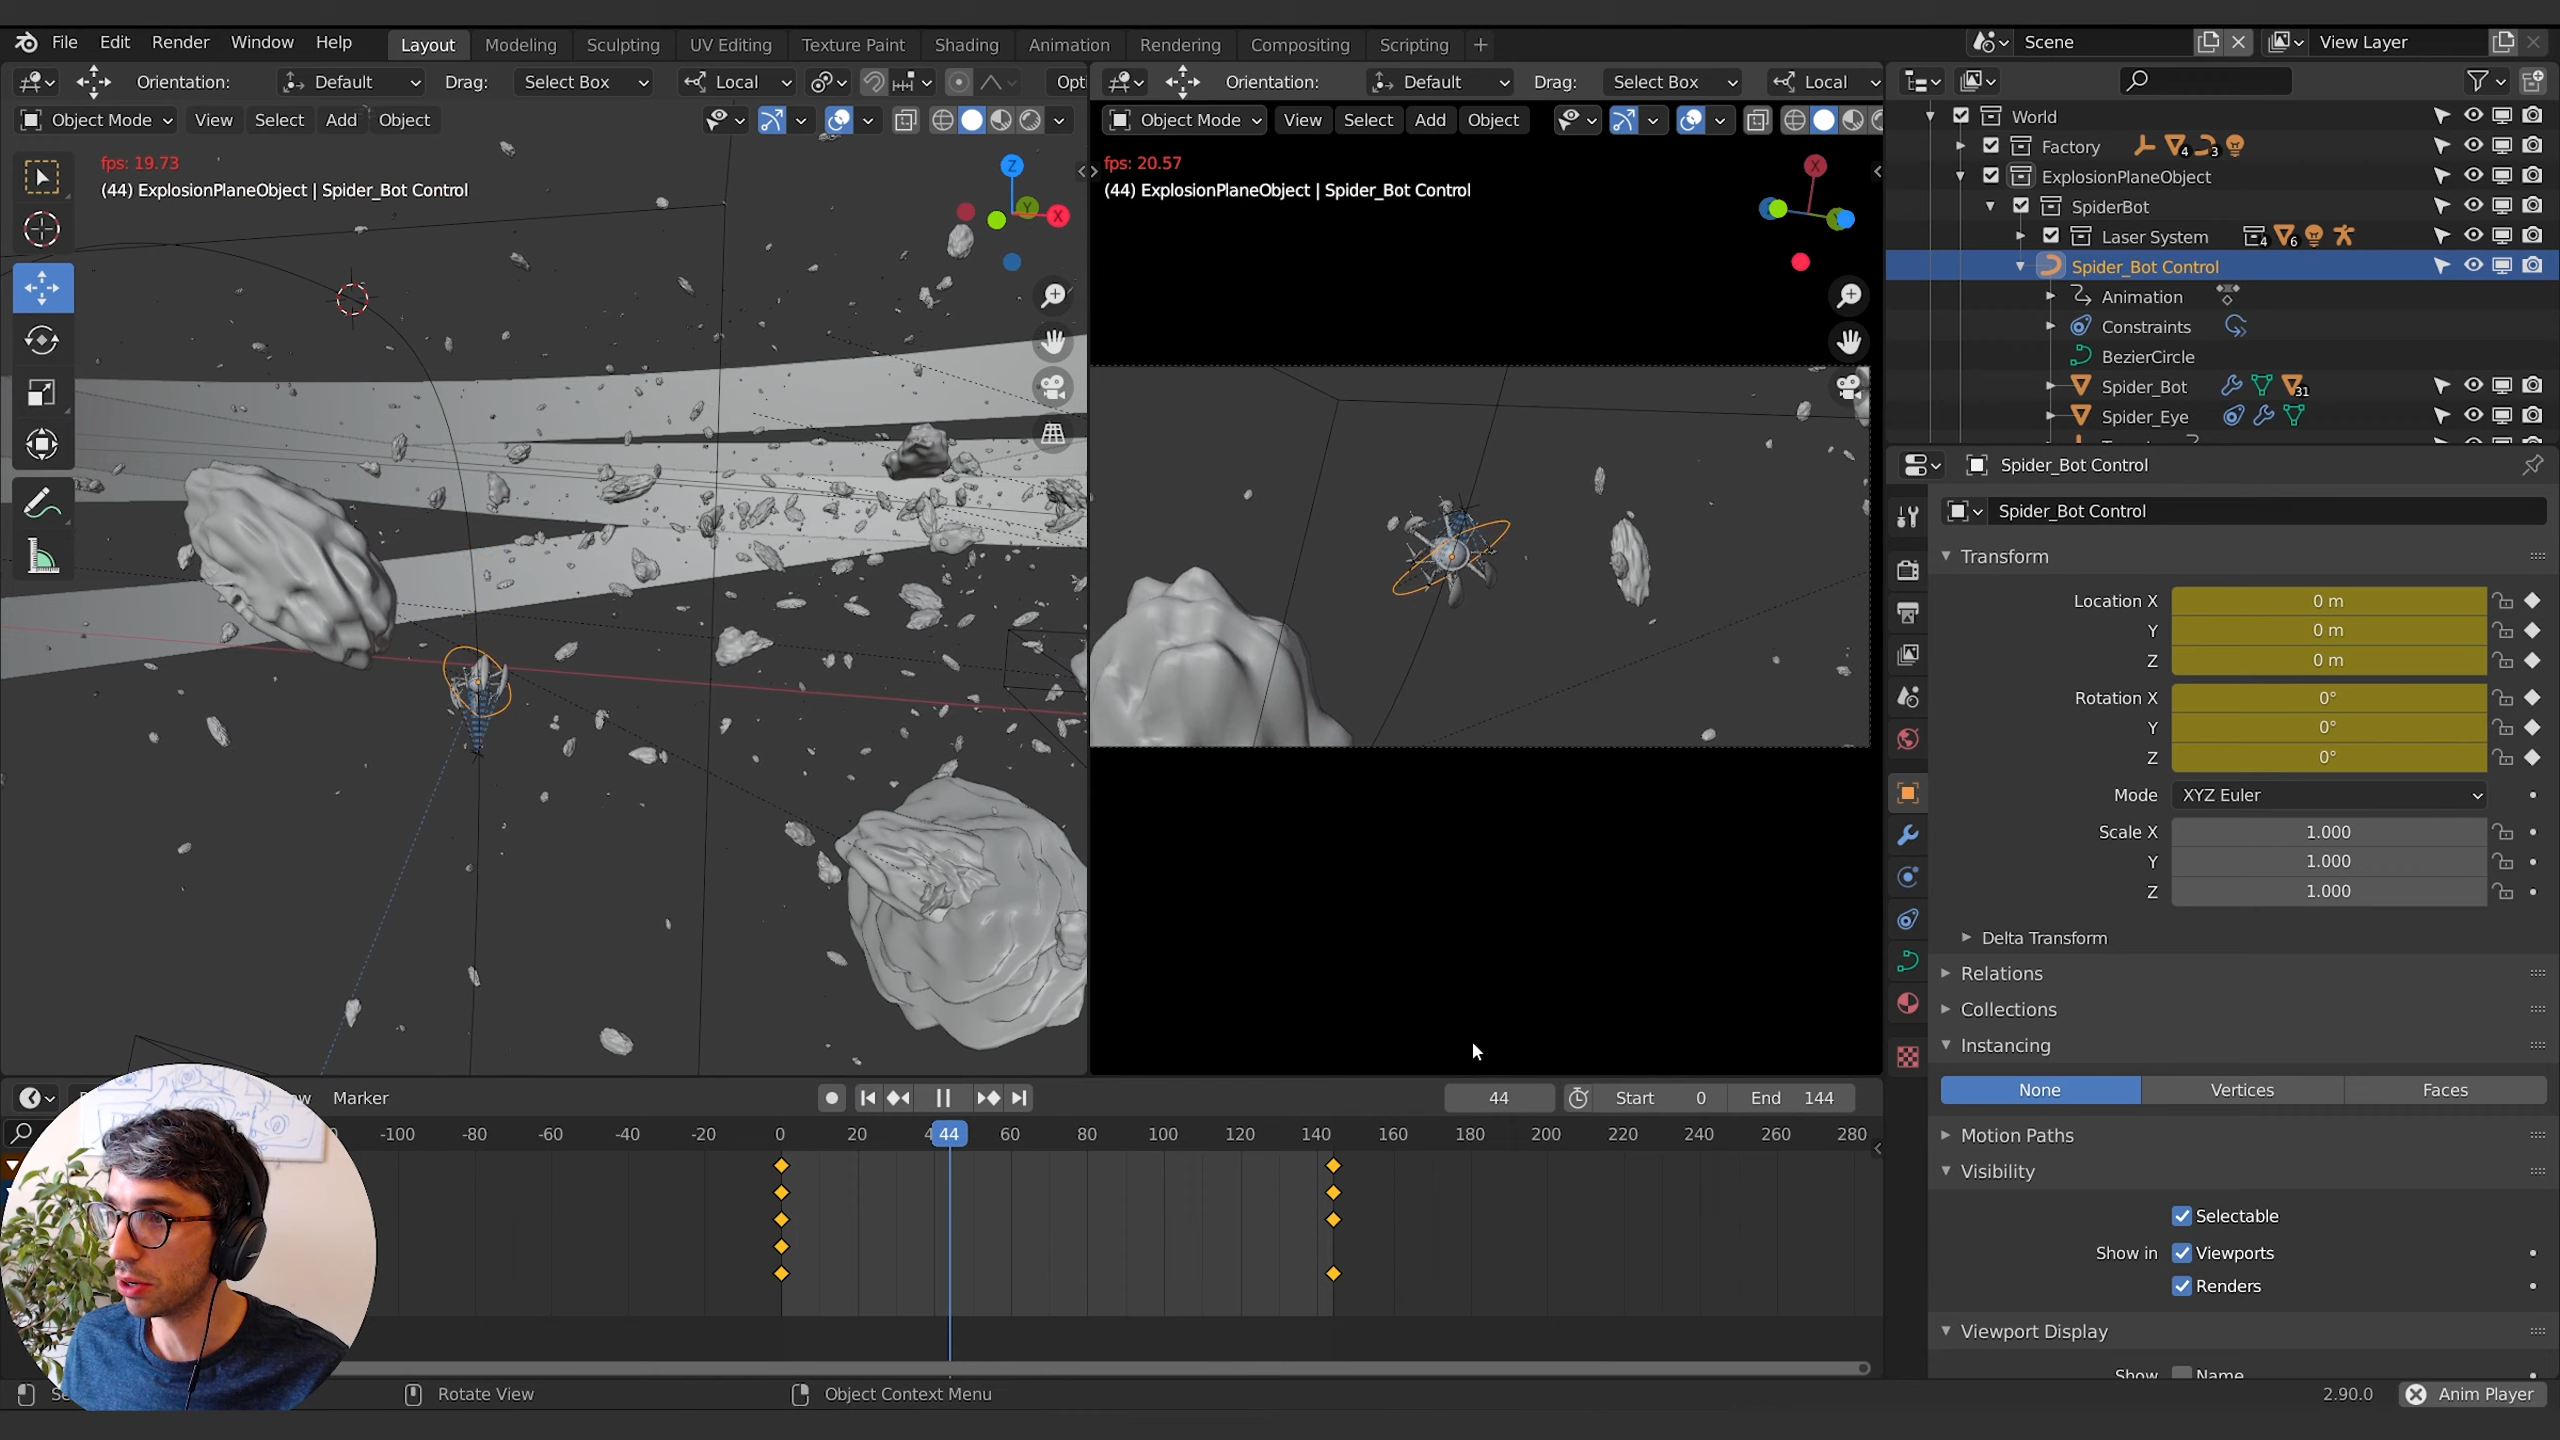 File Edit Render Window Help Layout Modeling Sculpting UV Editing Texture Paint Shading Animation Rendering Compositing Scripting + Scene View Layer
Orientation: Default Drag: Select Box Local Opti
Orientation: Default Drag: Select Box Local
Object Mode View Select Add Object
Object Mode View Select Add Object
fps: 19.73
(44) ExplosionPlaneObject | Spider_Bot Control
fps: 20.57
(44) ExplosionPlaneObject | Spider_Bot Control
Z
Y
X
X
World
Factory 4 3
ExplosionPlaneObject
SpiderBot
Laser System 4 6
Spider_Bot Control
Animation
Constraints
BezierCircle
Spider_Bot 31
Spider_Eye
Spider_Bot Control
Spider_Bot Control
Transform
Location X 0 m
Y 0 m
Z 0 m
Rotation X 0°
Y 0°
Z 0°
Mode XYZ Euler
Scale X 1.000
Y 1.000
Z 1.000
Delta Transform
Relations
Collections
Instancing
None Vertices Faces
Motion Paths
Visibility
Selectable
Show in Viewports
Renders
Viewport Display
Show Name
Marker 44 Start 0 End 144
-100 -80 -60 -40 -20 0 20 44 60 80 100 120 140 160 180 200 220 240 260 280
Rotate View Object Context Menu 2.90.0 Anim Player